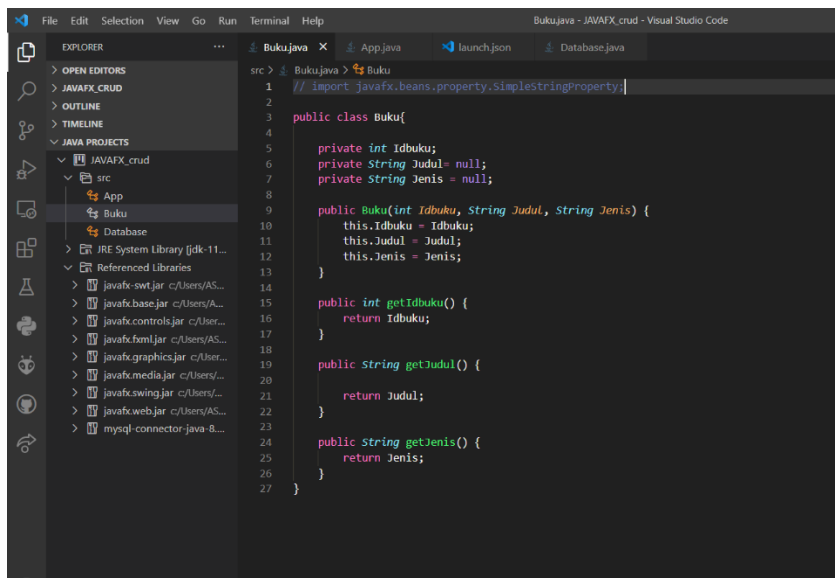 File Edit Selection View Go Run Terminal Help Buku.java - JAVAFX_crud - Visual Studio Code
EXPLORER ...
> OPEN EDITORS
> JAVAFX_CRUD
> OUTLINE
> TIMELINE
JAVA PROJECTS
JAVAFX_crud
src
App
Buku
Database
> JRE System Library [jdk-11...
Referenced Libraries
> javafx-swt.jar c:/Users/AS...
> javafx.base.jar c:/Users/A...
> javafx.controls.jar c:/User...
> javafx.fxml.jar c:/Users/AS...
> javafx.graphics.jar c:/User...
> javafx.media.jar c:/Users/...
> javafx.swing.jar c:/Users/...
> javafx.web.jar c:/Users/AS...
> mysql-connector-java-8....
Buku.java X App.java launch.json Database.java
src > Buku.java > Buku
1 // import javafx.beans.property.SimpleStringProperty;
2
3 public class Buku{
4
5 private int Idbuku;
6 private String Judul= null;
7 private String Jenis = null;
8
9 public Buku(int Idbuku, String Judul, String Jenis) {
10 this.Idbuku = Idbuku;
11 this.Judul = Judul;
12 this.Jenis = Jenis;
13 }
14
15 public int getIdbuku() {
16 return Idbuku;
17 }
18
19 public String getJudul() {
20
21 return Judul;
22 }
23
24 public String getJenis() {
25 return Jenis;
26 }
27 }